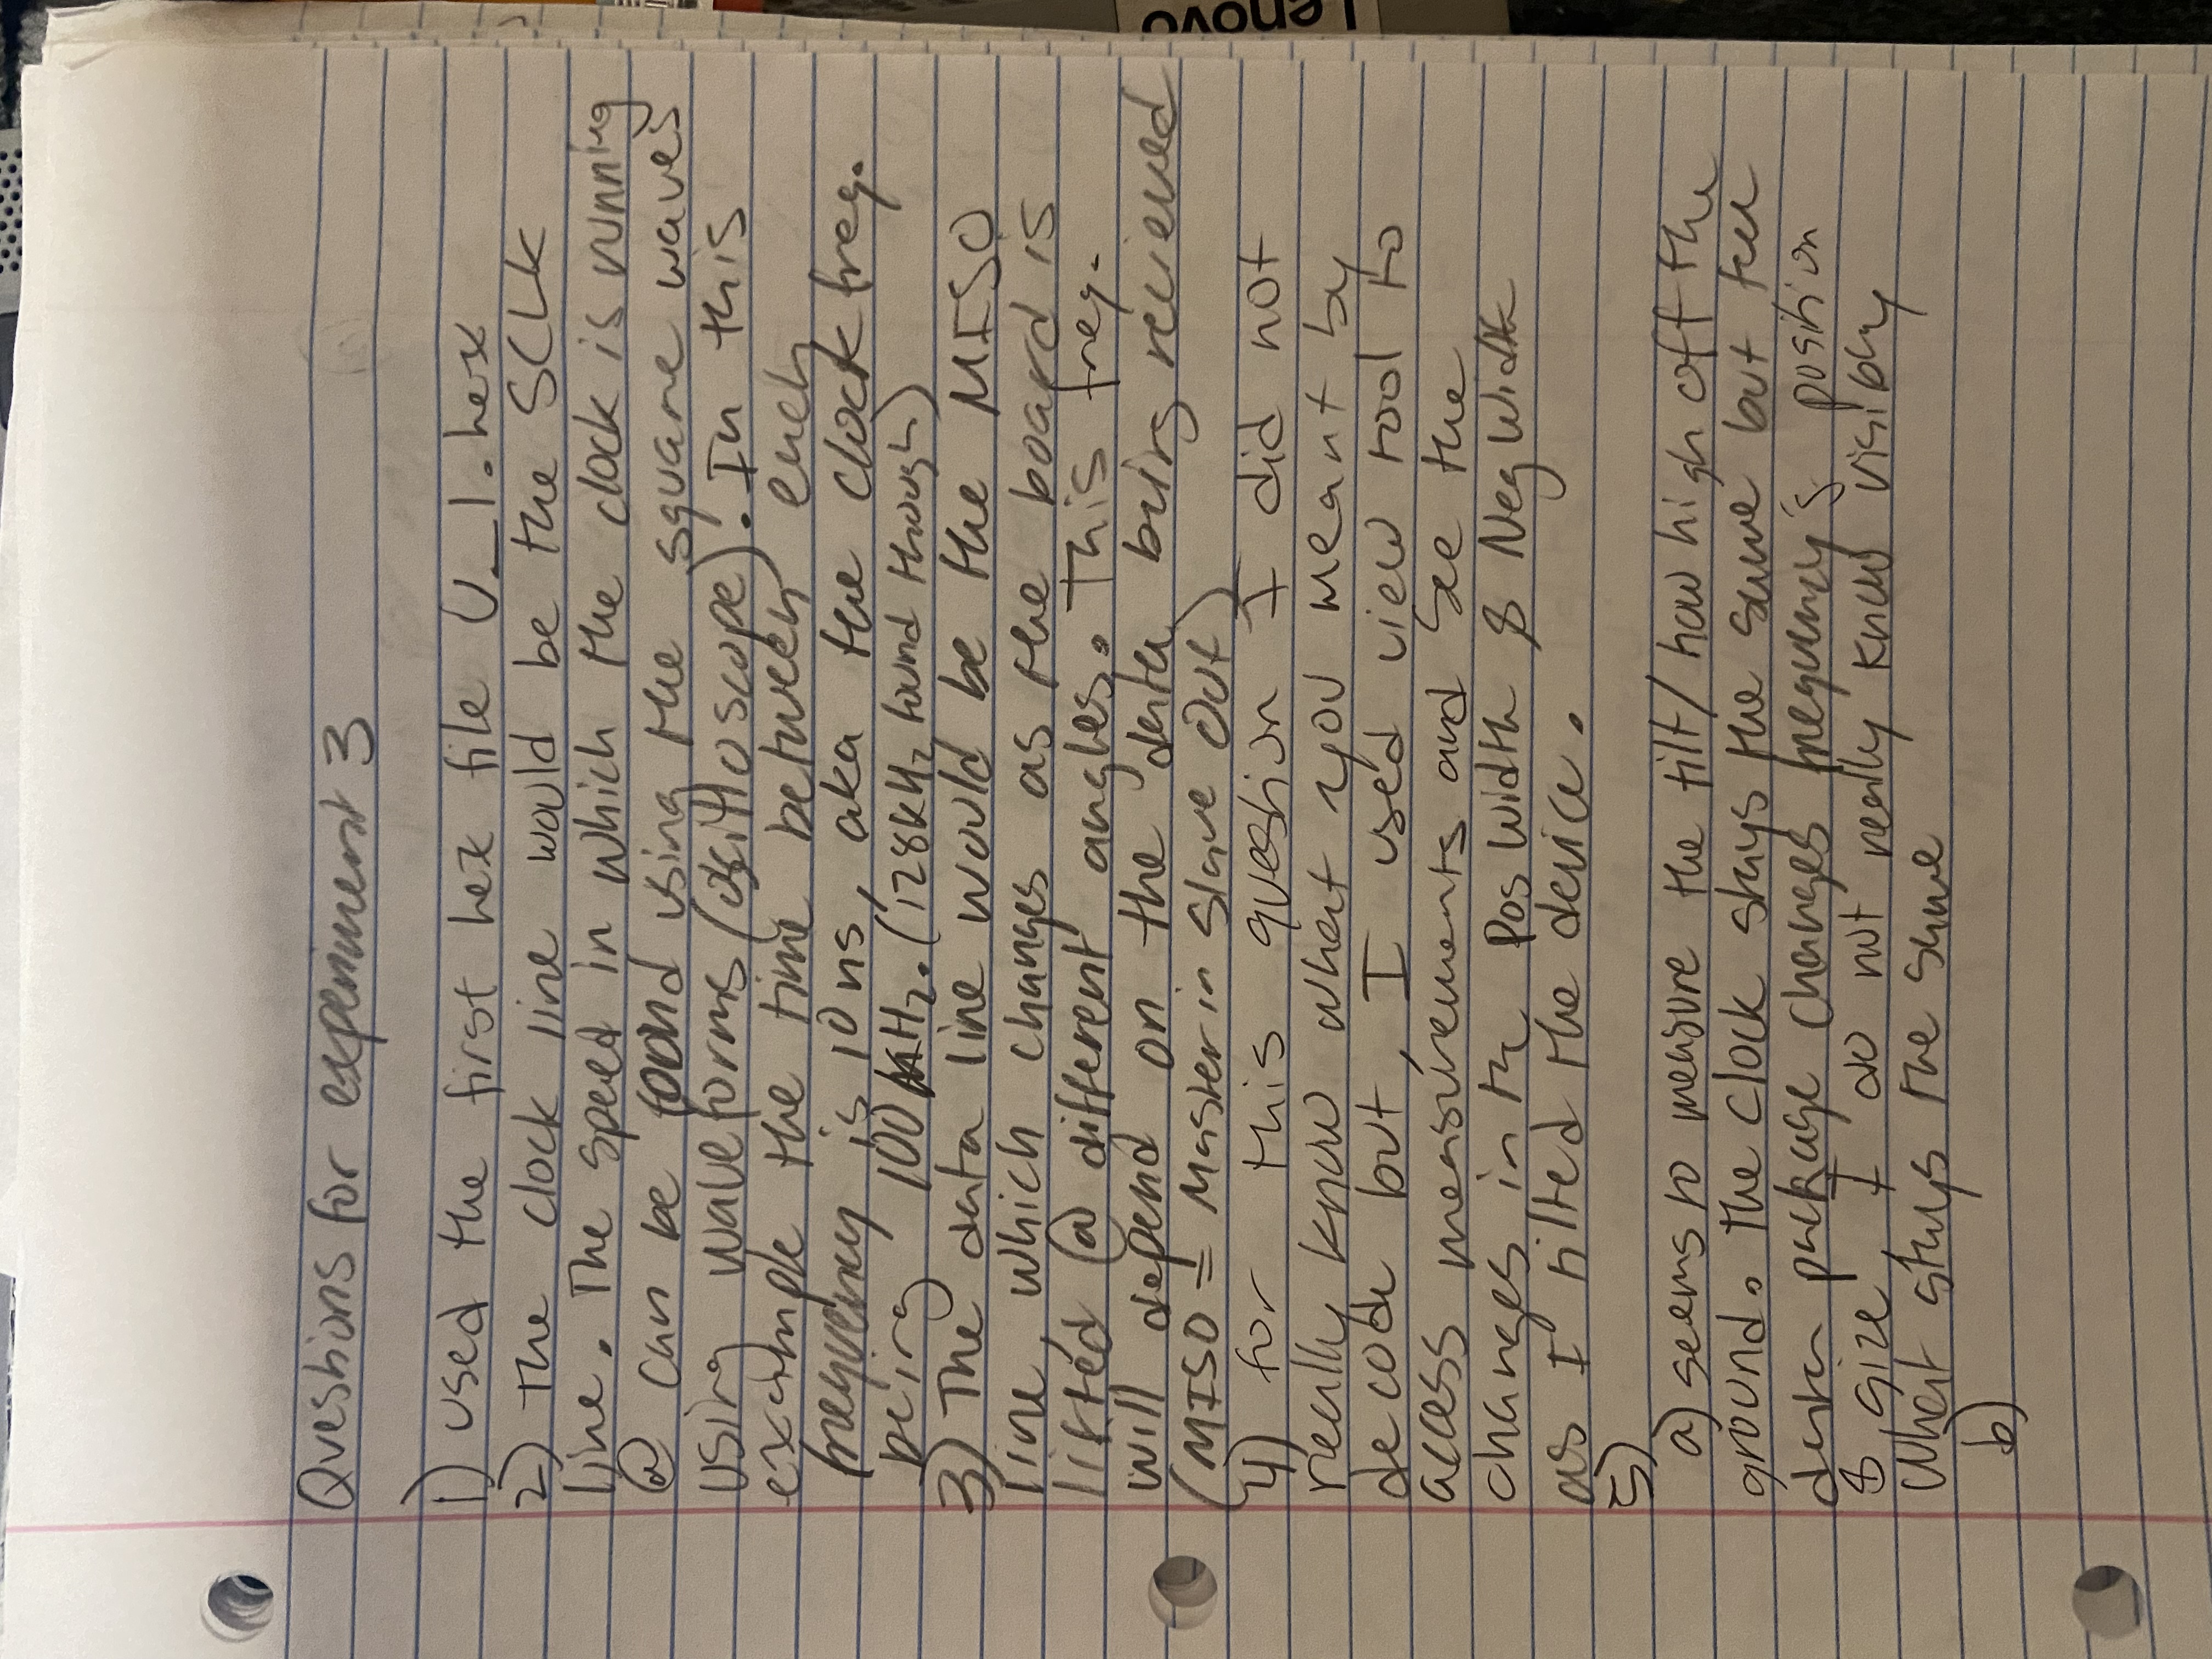 Questions for experiment 3
1) used the first hex file U_1.hex
2) The clock line would be the SCLK
line. The speed in which the clock is running
@ can be found using the square waves
using waveforms (oscilloscope). In this
example the time between each
frequency is 10 ns, aka the clock freq.
being 100 kHz. (128kHz found though)
3) The data line would be the MISO
line, which changes as the board is
lifted @ different angles. This freq.
will depend on the data being recieved
(MISO = Master in Slave Out)
4) for this question I did not
really know what you meant by
decode but, I used view tool to
access measurements and see the
changes in the Pos Width & Neg Width
as I tilted the device.
5)
a) seems to measure the tilt/ how high off the
ground. The clock stays the same but the
data package changes frequency's position
& size, I do not really know visibly
what stays the same
b)
enovo